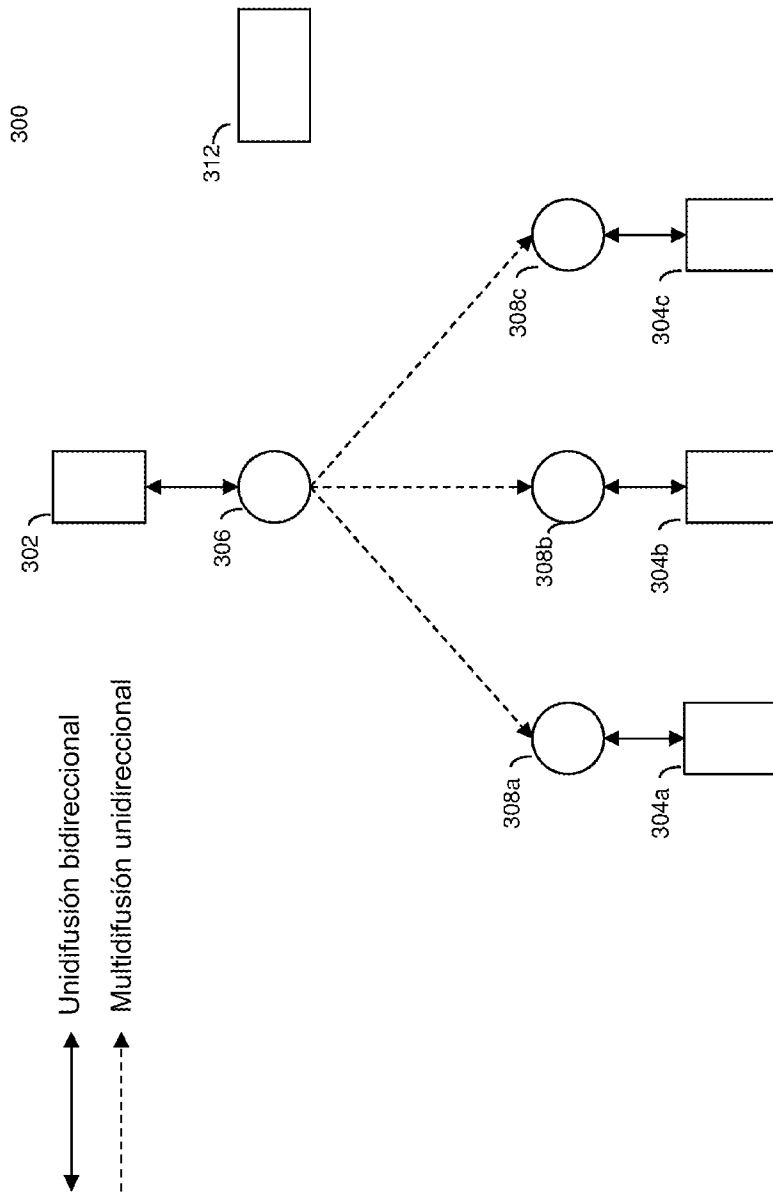 Unidifusión bidireccional
Multidifusión unidireccional
300
302
306
312
308a
308b
308c
304a
304b
304c